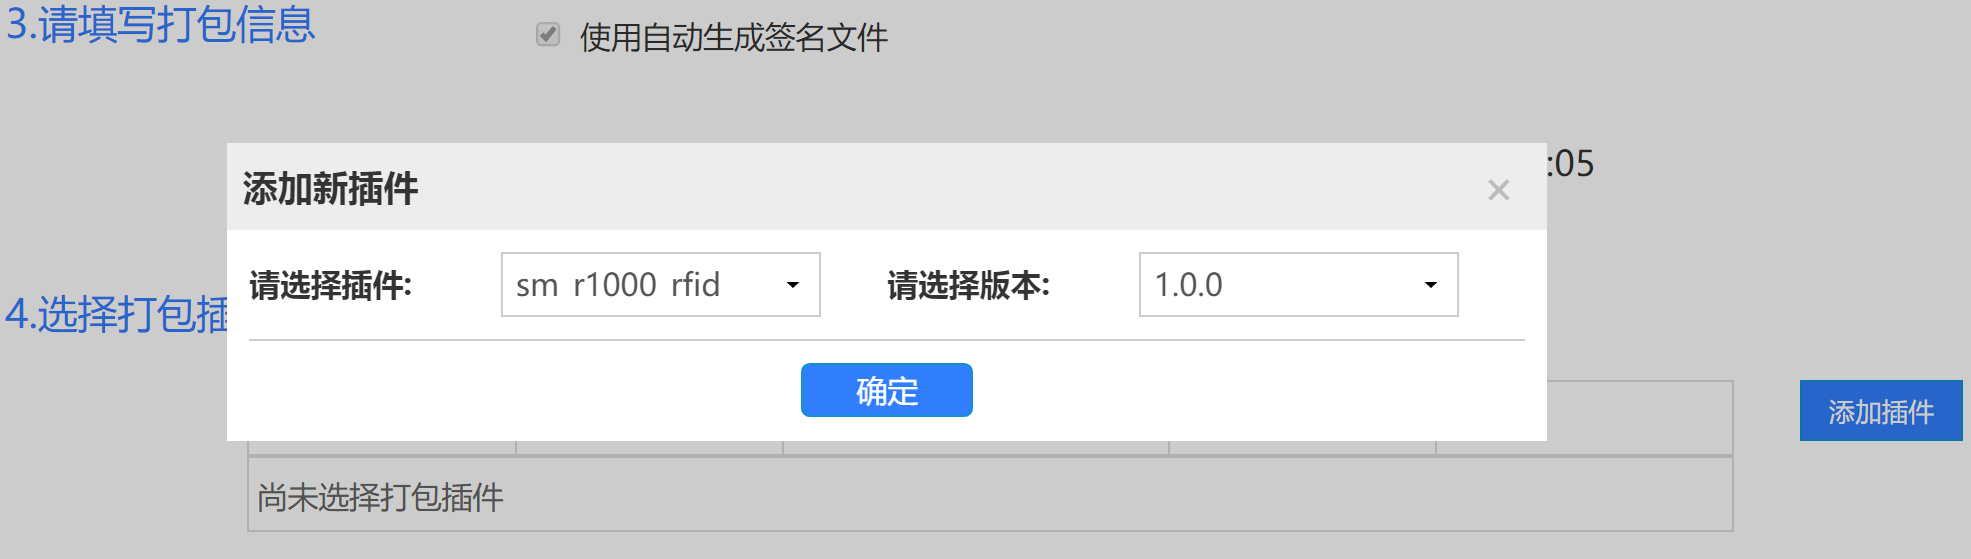 3.请填写打包信息
使用自动生成签名文件
:05
添加新插件
×
请选择插件: sm r1000 rfid 请选择版本: 1.0.0
4.选择打包插
确定
添加插件
尚未选择打包插件